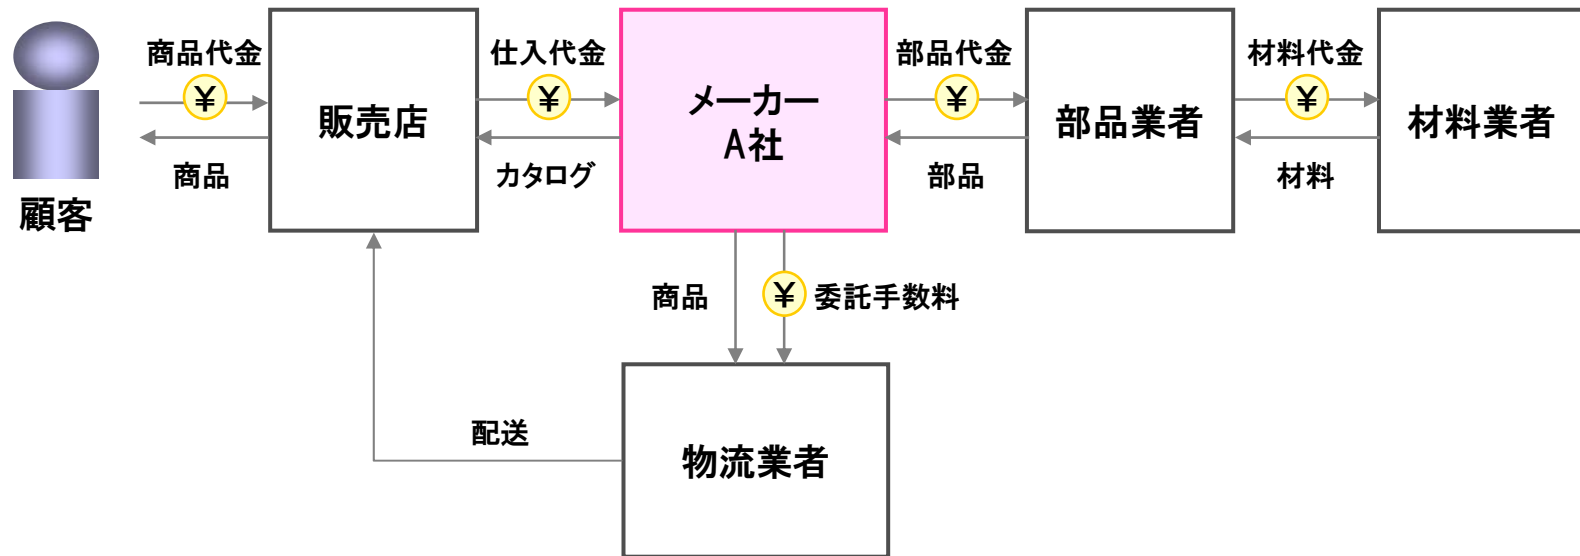 商品代金
¥
商品
顧客
販売店
仕入代金
¥
カタログ
メーカー
A社
部品代金
¥
部品
部品業者
材料代金
¥
材料
材料業者
商品
¥
委託手数料
配送
物流業者